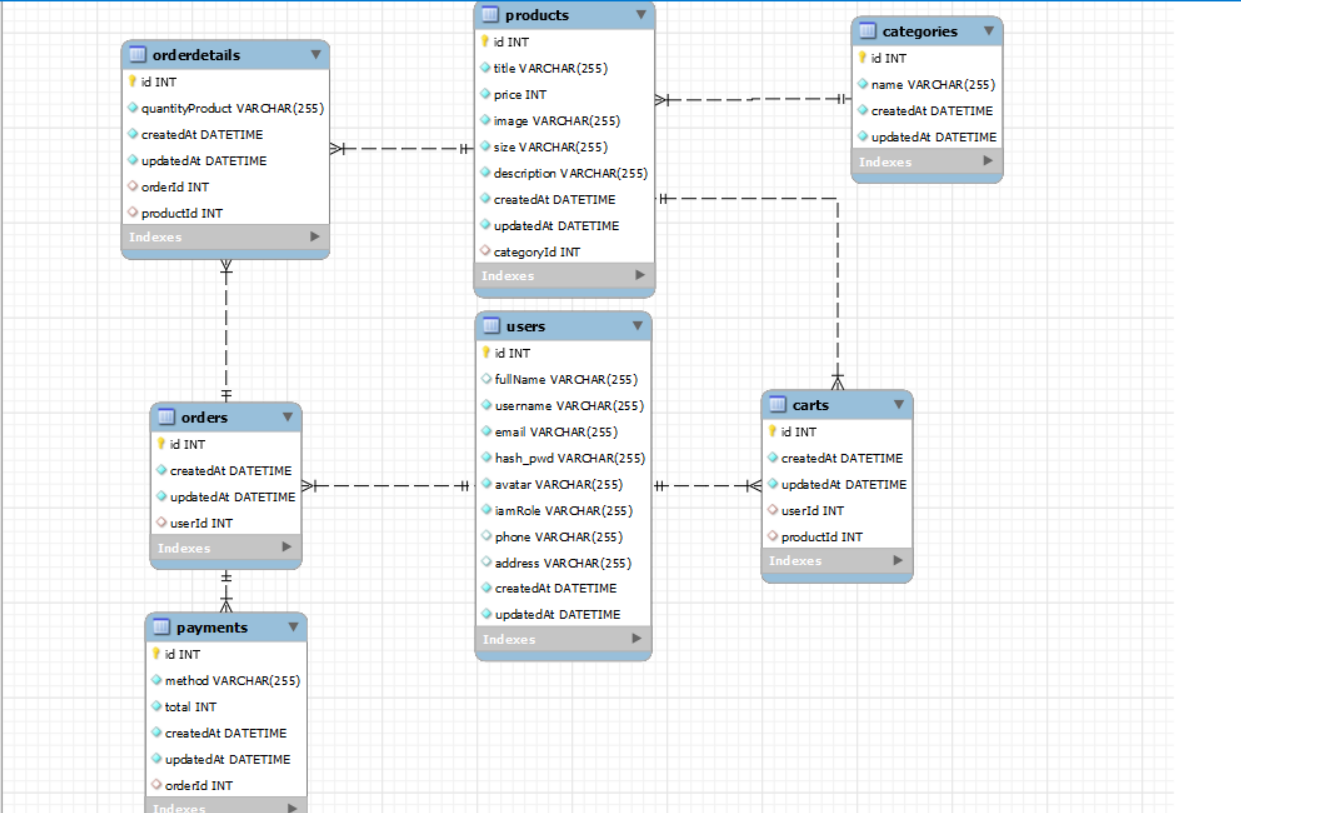 orderdetails
id INT
quantityProduct VARCHAR(255)
createdAt DATETIME
updatedAt DATETIME
orderId INT
productId INT
Indexes
products
id INT
title VARCHAR(255)
price INT
image VARCHAR(255)
size VARCHAR(255)
description VARCHAR(255)
createdAt DATETIME
updatedAt DATETIME
categoryId INT
Indexes
categories
id INT
name VARCHAR(255)
createdAt DATETIME
updatedAt DATETIME
Indexes
orders
id INT
createdAt DATETIME
updatedAt DATETIME
userId INT
Indexes
users
id INT
fullName VARCHAR(255)
username VARCHAR(255)
email VARCHAR(255)
hash_pwd VARCHAR(255)
avatar VARCHAR(255)
iamRole VARCHAR(255)
phone VARCHAR(255)
address VARCHAR(255)
createdAt DATETIME
updatedAt DATETIME
Indexes
carts
id INT
createdAt DATETIME
updatedAt DATETIME
userId INT
productId INT
Indexes
payments
id INT
method VARCHAR(255)
total INT
createdAt DATETIME
updatedAt DATETIME
orderId INT
Indexes